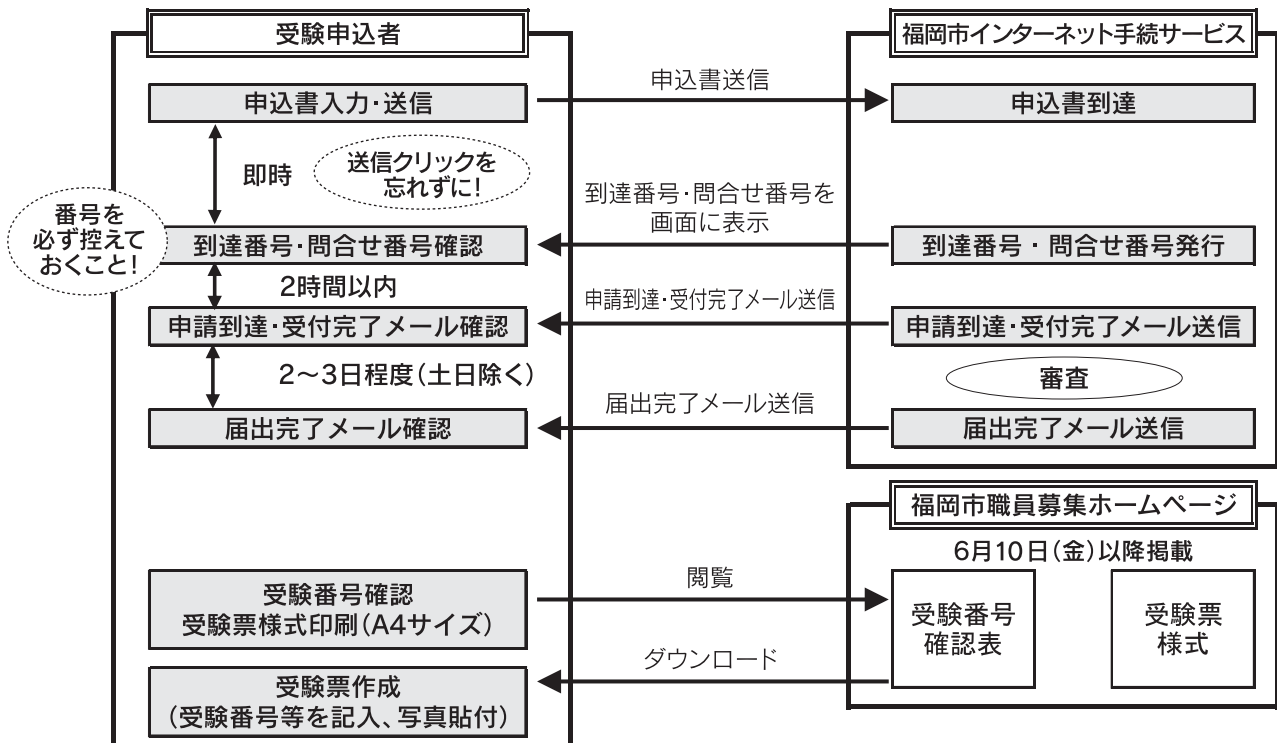 受験申込者
福岡市インターネット手続サービス
申込書入力・送信
申込書送信
申込書到達
即時
送信クリックを
忘れずに!
番号を
必ず控えて
おくこと!
到達番号・問合せ番号を
画面に表示
到達番号・問合せ番号確認
到達番号・問合せ番号発行
2時間以内
申請到達・受付完了メール送信
申請到達・受付完了メール確認
申請到達・受付完了メール送信
2〜3日程度(土日除く)
審査
届出完了メール送信
届出完了メール確認
届出完了メール送信
福岡市職員募集ホームページ
6月10日(金)以降掲載
受験番号確認
受験票様式印刷(A4サイズ)
閲覧
受験番号
確認表
受験票
様式
ダウンロード
受験票作成
(受験番号等を記入、写真貼付)